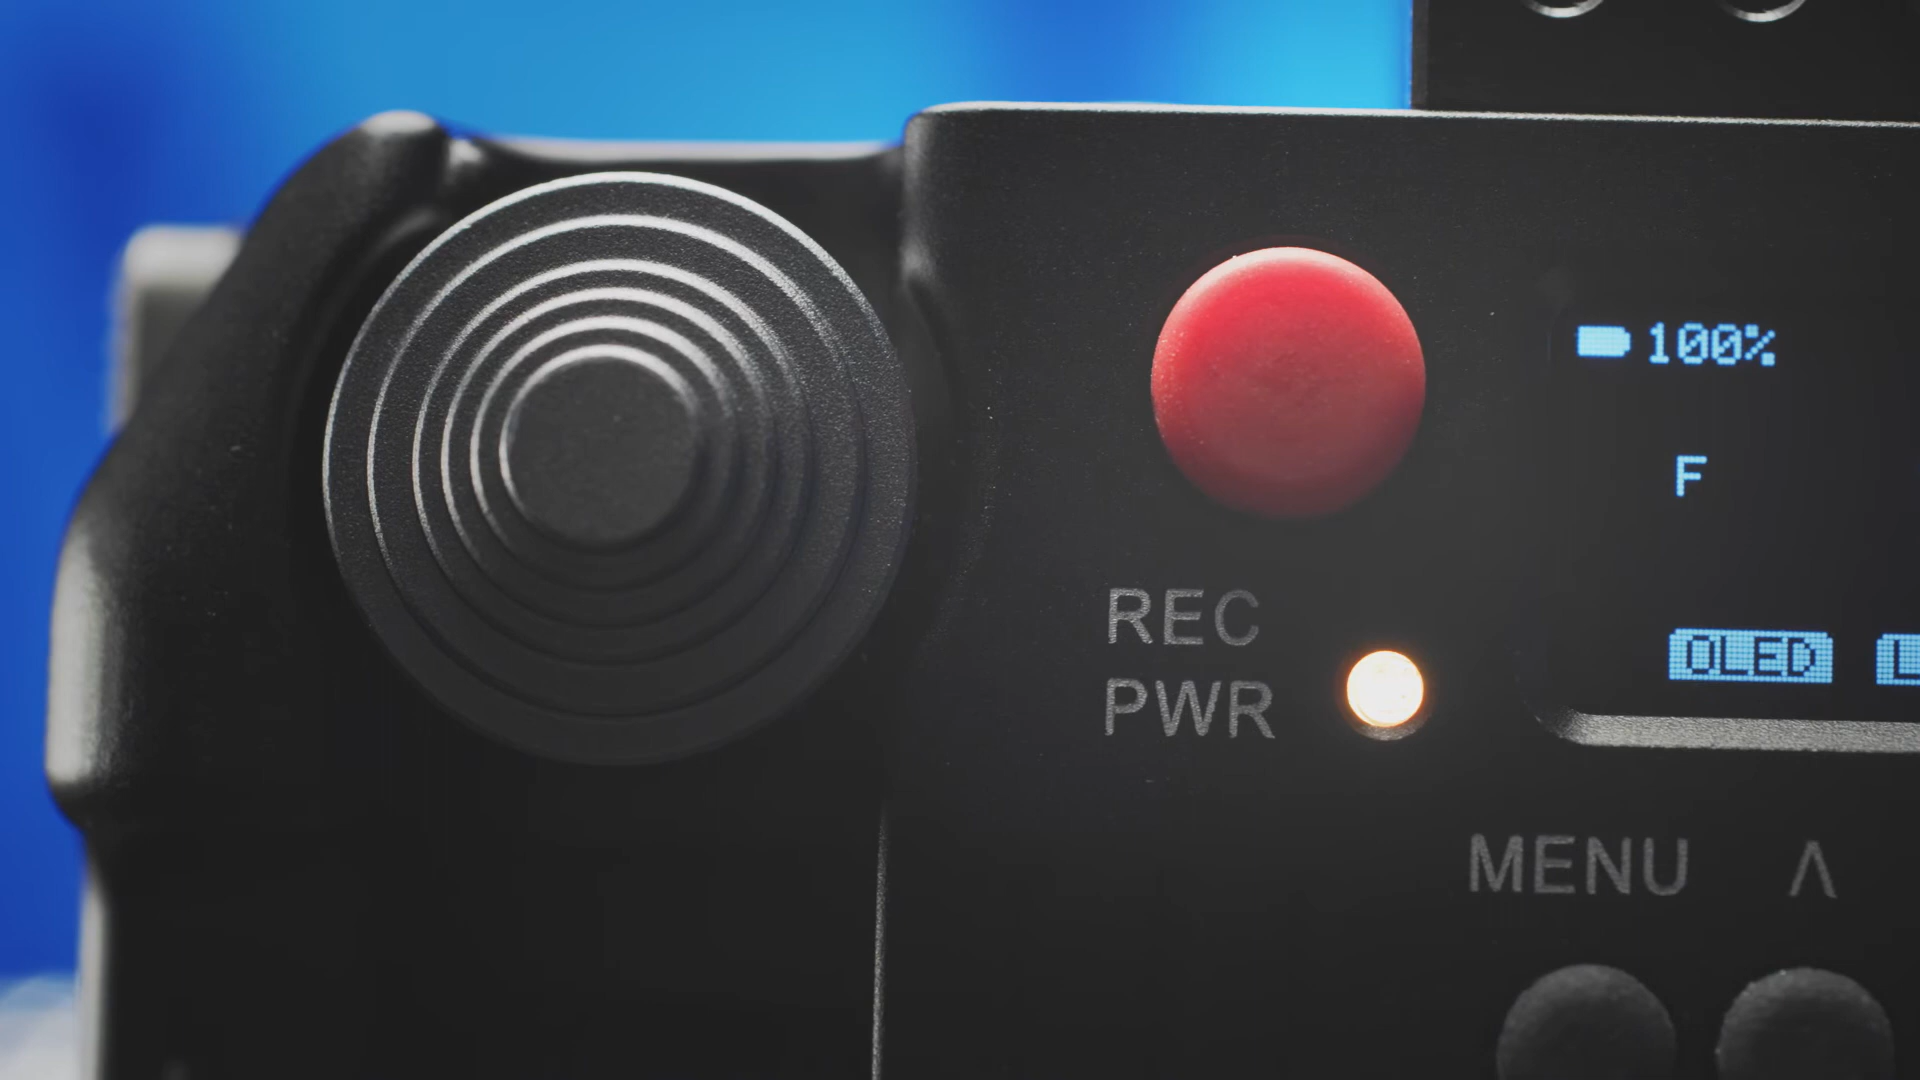 100%
F
OLED
REC
PWR
MENU Λ